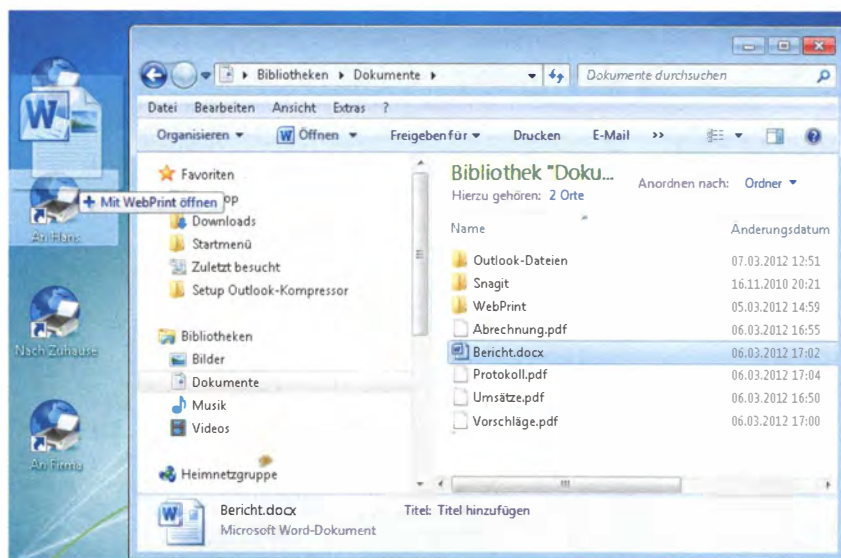 Bibliotheken ▸ Dokumente ▸
Dokumente durchsuchen
Datei Bearbeiten Ansicht Extras ?
Organisieren Öffnen Freigeben für Drucken E-Mail >>
Favoriten
Downloads
Startmenü
Zuletzt besucht
Setup Outlook-Kompressor
Bibliotheken
Bilder
Dokumente
Musik
Videos
Heimnetzgruppe
Bibliothek "Doku...
Hierzu gehören: 2 Orte
Anordnen nach: Ordner
Name Änderungsdatum
Outlook-Dateien 07.03.2012 12:51
Snagit 16.11.2010 20:21
WebPrint 05.03.2012 14:59
Abrechnung.pdf 06.03.2012 16:55
Bericht.docx 06.03.2012 17:02
Protokoll.pdf 06.03.2012 17:04
Umsätze.pdf 06.03.2012 16:50
Vorschläge.pdf 06.03.2012 17:00
W
Mit WebPrint öffnen
An Hans
Nach Zuhause
An Firma
Bericht.docx Titel: Titel hinzufügen
Microsoft Word-Dokument